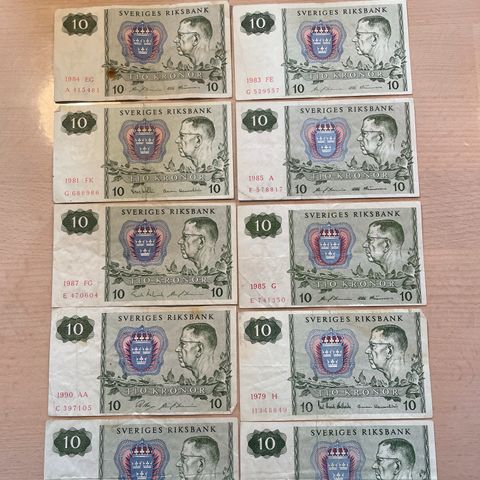 10 SVERIGES RIKSBANK
1984 EG
A 415481
TIO KRONOR
10 10
10 SVERIGES RIKSBANK
1983 FE
G 529557
TIO KRONOR
10 10
10 SVERIGES RIKSBANK
1981 FK
G 688986
TIO KRONOR
10 10
10 SVERIGES RIKSBANK
1985 A
E 578817
TIO KRONOR
10 10
10 SVERIGES RIKSBANK
1987 FG
E 470604
TIO KRONOR
10 10
10 SVERIGES RIKSBANK
1985 G
E 741350
TIO KRONOR
10 10
10 SVERIGES RIKSBANK
1990 AA
C 397105
TIO KRONOR
10 10
10 SVERIGES RIKSBANK
1979 H
H346849
TIO KRONOR
10 10
10 SVERIGES RIKSBANK
10 SVERIGES RIKSBANK